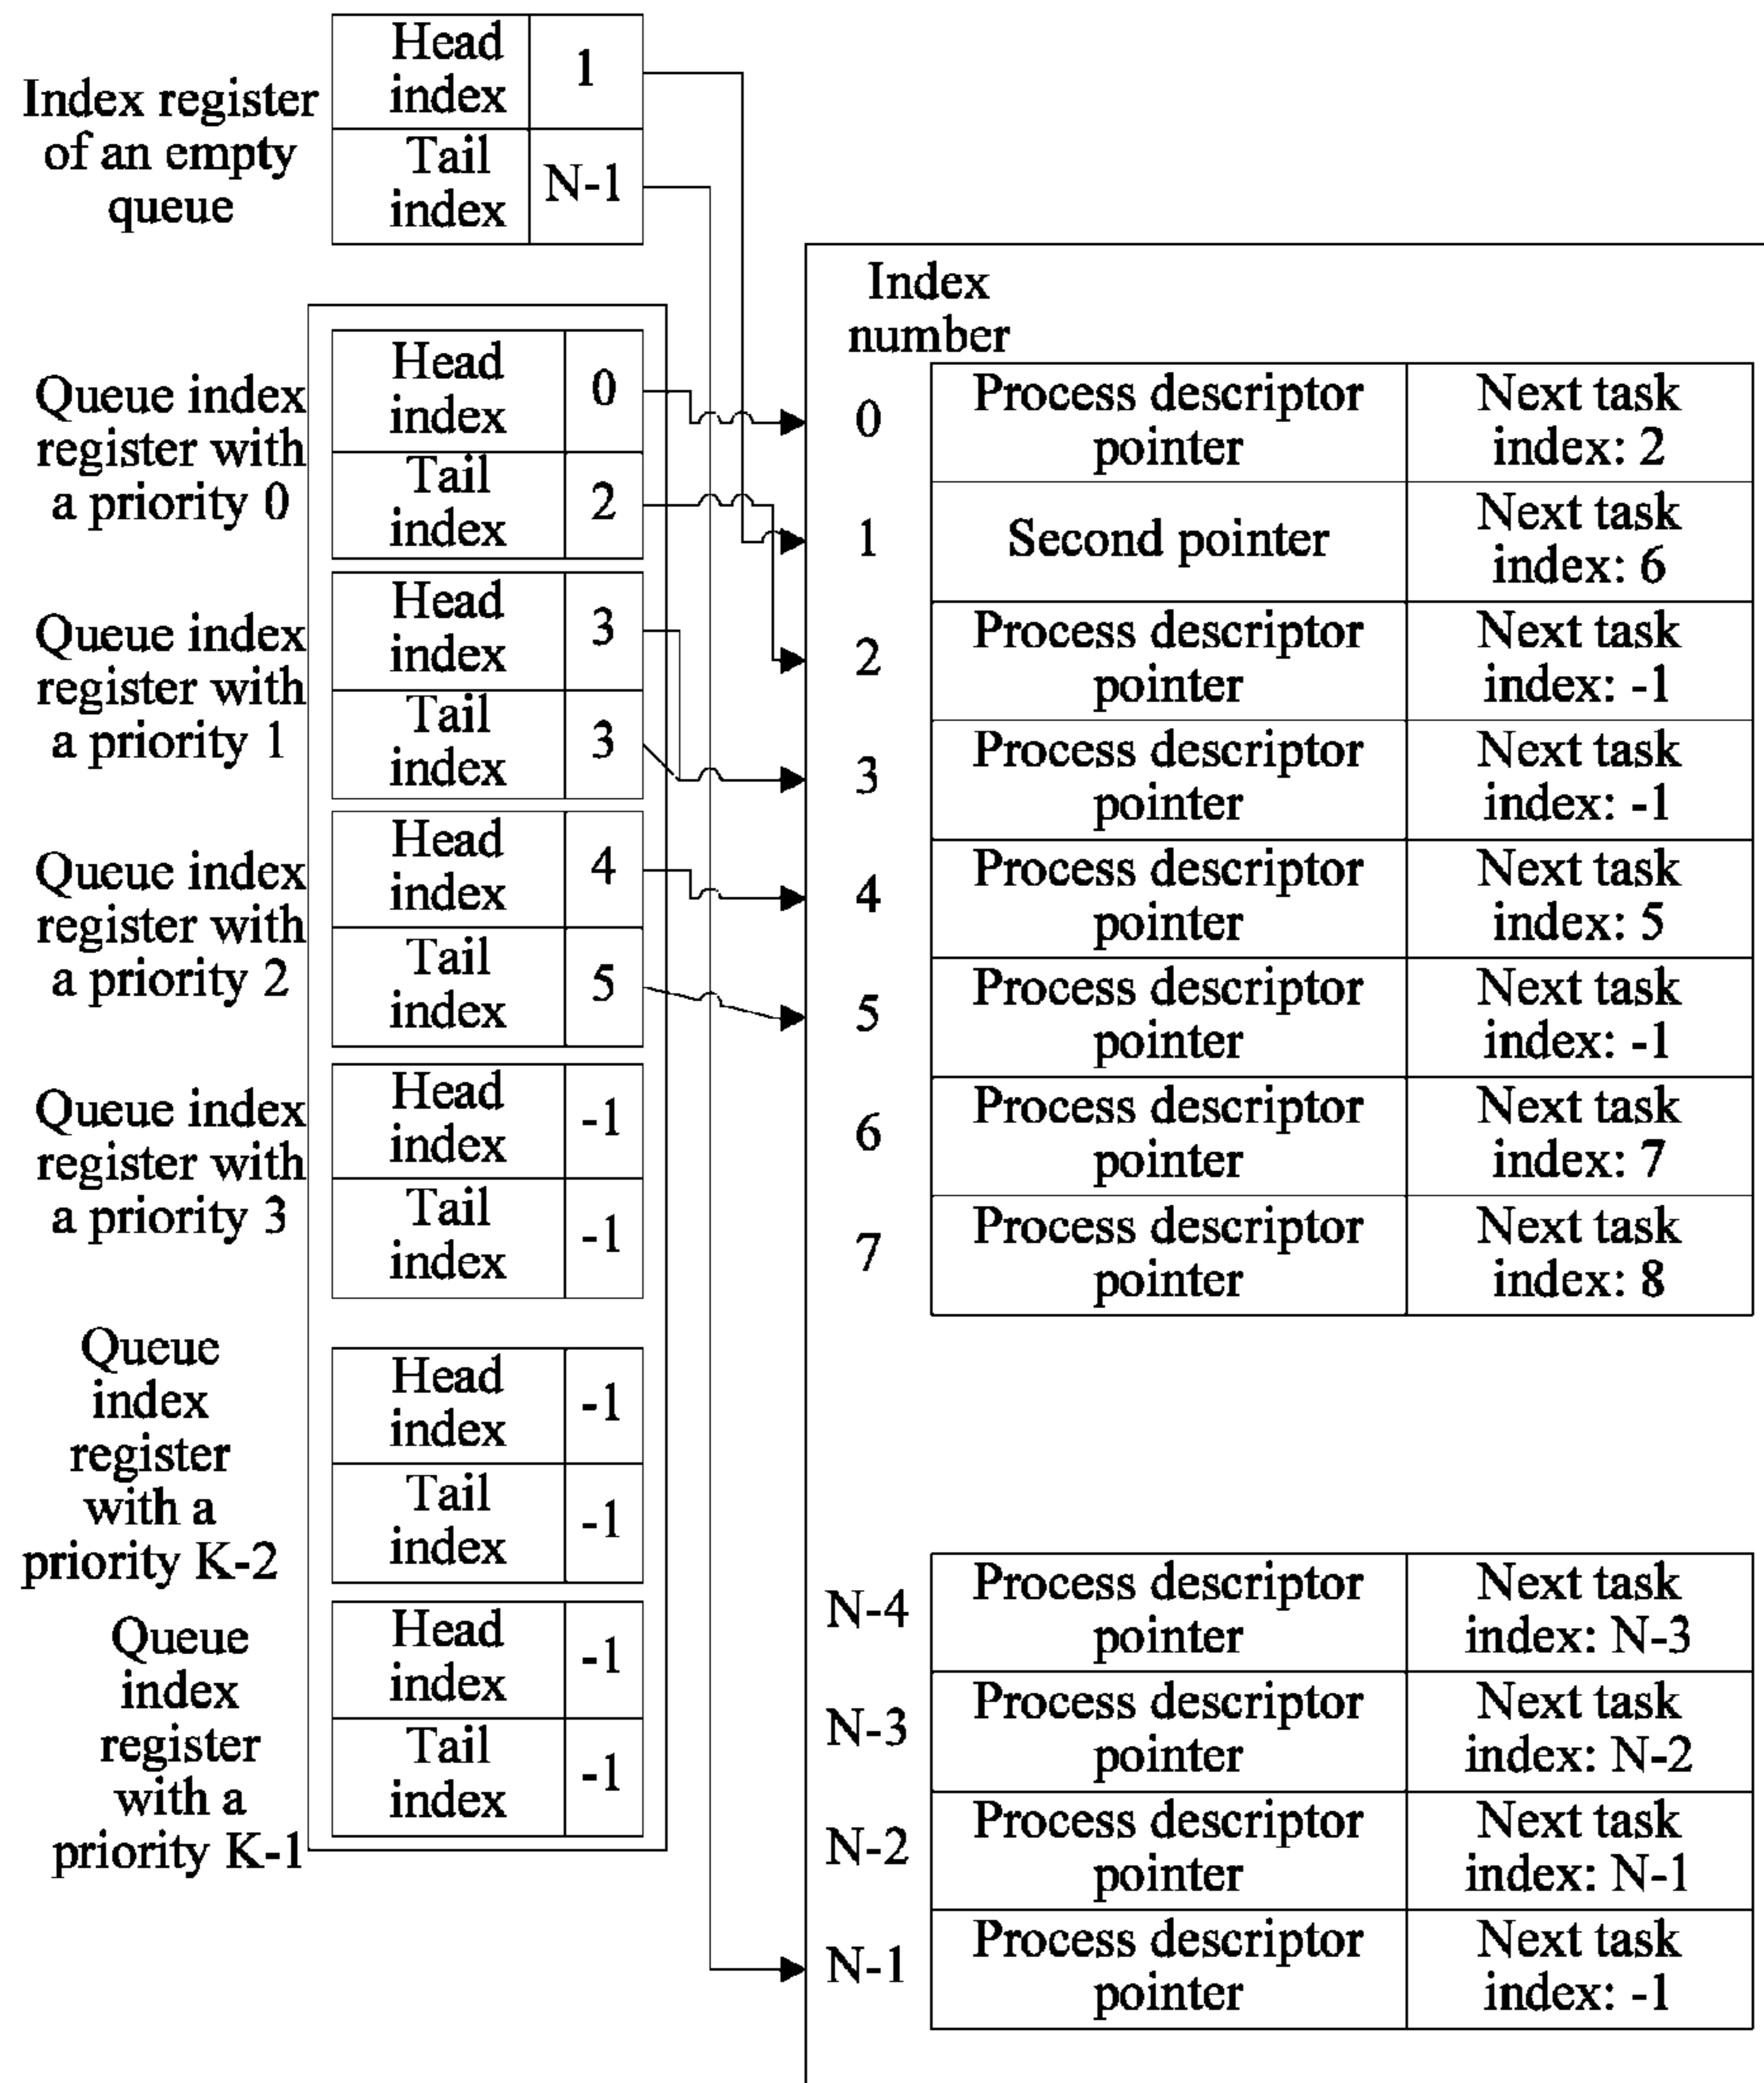 Index register
of an empty
queue
Head
index
1
Tail
index
N-1
Queue index
register with
a priority 0
Head
index
0
Tail
index
2
Queue index
register with
a priority 1
Head
index
3
Tail
index
3
Queue index
register with
a priority 2
Head
index
4
Tail
index
5
Queue index
register with
a priority 3
Head
index
-1
Tail
index
-1
Queue
index
register
with a
priority K-2
Head
index
-1
Tail
index
-1
Queue
index
register
with a
priority K-1
Head
index
-1
Tail
index
-1
Index
number
0
Process descriptor
pointer
Next task
index: 2
1
Second pointer
Next task
index: 6
2
Process descriptor
pointer
Next task
index: -1
3
Process descriptor
pointer
Next task
index: -1
4
Process descriptor
pointer
Next task
index: 5
5
Process descriptor
pointer
Next task
index: -1
6
Process descriptor
pointer
Next task
index: 7
7
Process descriptor
pointer
Next task
index: 8
N-4
Process descriptor
pointer
Next task
index: N-3
N-3
Process descriptor
pointer
Next task
index: N-2
N-2
Process descriptor
pointer
Next task
index: N-1
N-1
Process descriptor
pointer
Next task
index: -1